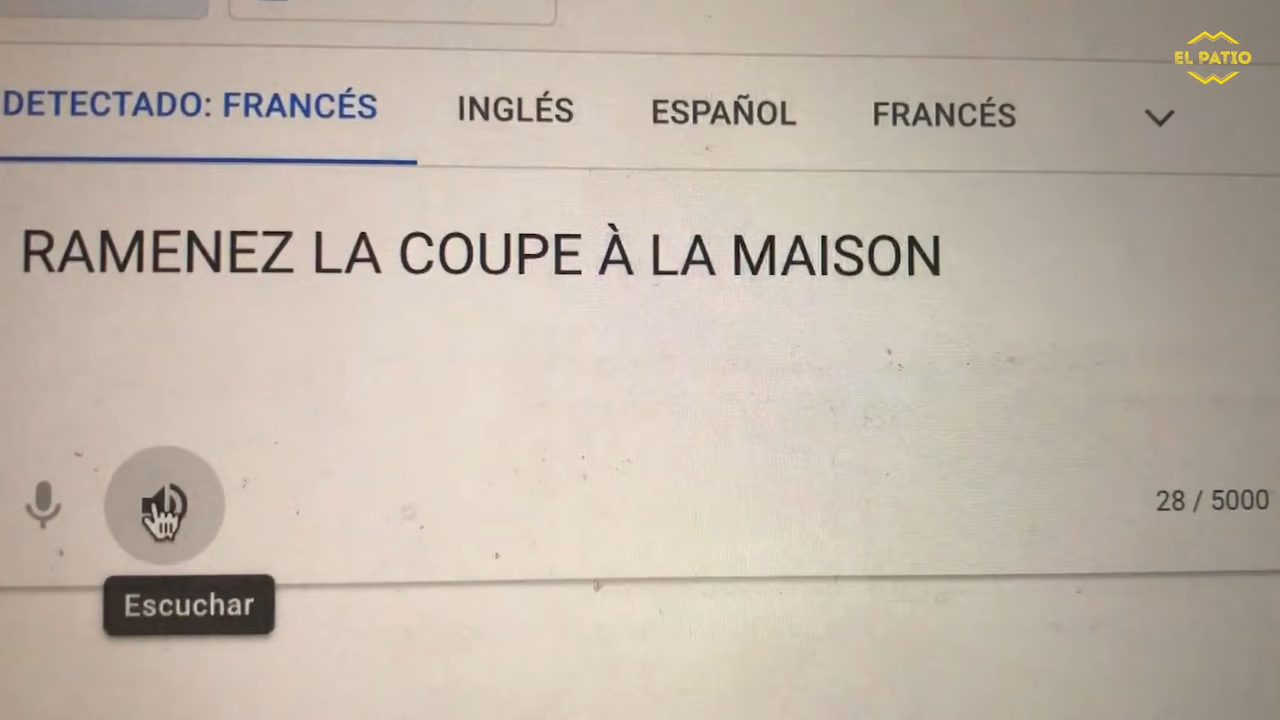 EL PATIO
DETECTADO: FRANCÉS INGLÉS ESPAÑOL FRANCÉS
RAMENEZ LA COUPE À LA MAISON
28 / 5000
Escuchar